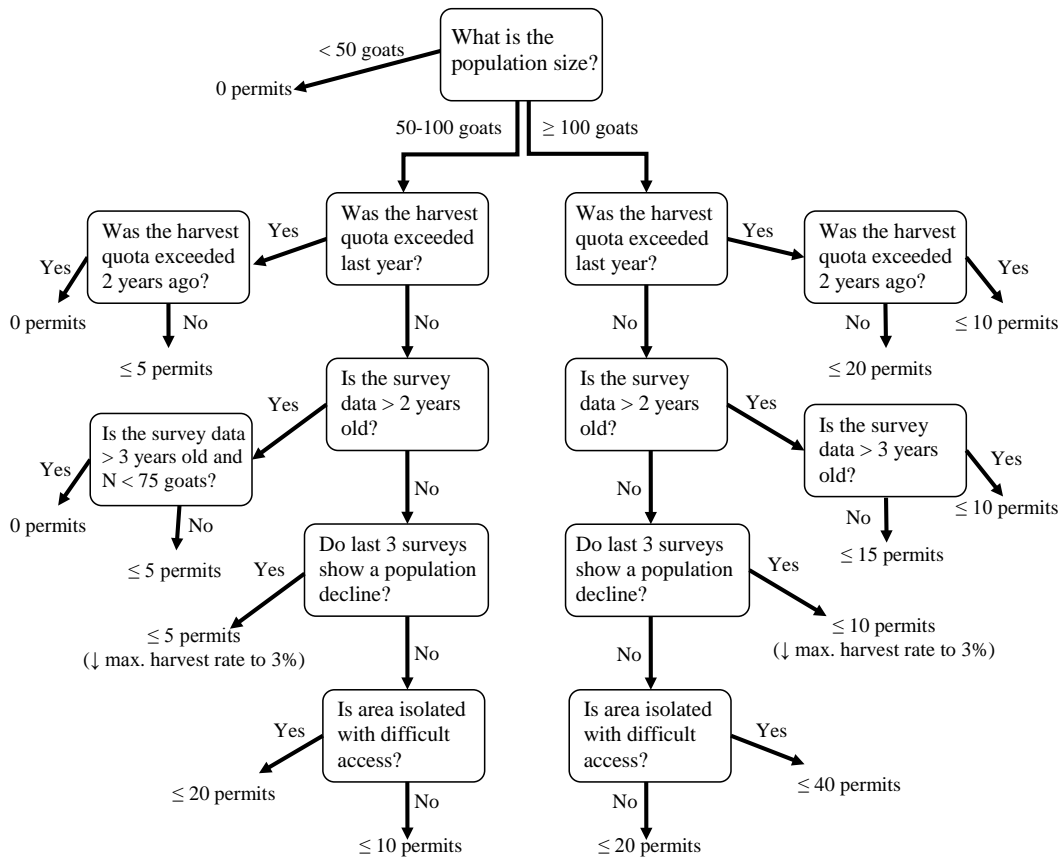 What is the
population size?
< 50 goats
0 permits
50-100 goats
≥ 100 goats
Was the harvest
quota exceeded
2 years ago?
Yes
Yes
Was the harvest
quota exceeded
last year?
Was the harvest
quota exceeded
last year?
Yes
Was the harvest
quota exceeded
2 years ago?
Yes
0 permits
No
≤ 5 permits
No
No
No
≤ 20 permits
≤ 10 permits
Is the survey data
> 3 years old and
N < 75 goats?
Yes
Yes
Is the survey
data > 2 years
old?
Is the survey
data > 2 years
old?
Yes
Is the survey
data > 3 years
old?
Yes
0 permits
No
≤ 5 permits
No
No
No
≤ 15 permits
≤ 10 permits
Yes
Do last 3 surveys
show a population
decline?
Do last 3 surveys
show a population
decline?
Yes
≤ 5 permits
(↓ max. harvest rate to 3%)
No
No
≤ 10 permits
(↓ max. harvest rate to 3%)
Yes
Is area isolated
with difficult
access?
Is area isolated
with difficult
access?
Yes
≤ 20 permits
No
No
≤ 40 permits
≤ 10 permits
≤ 20 permits